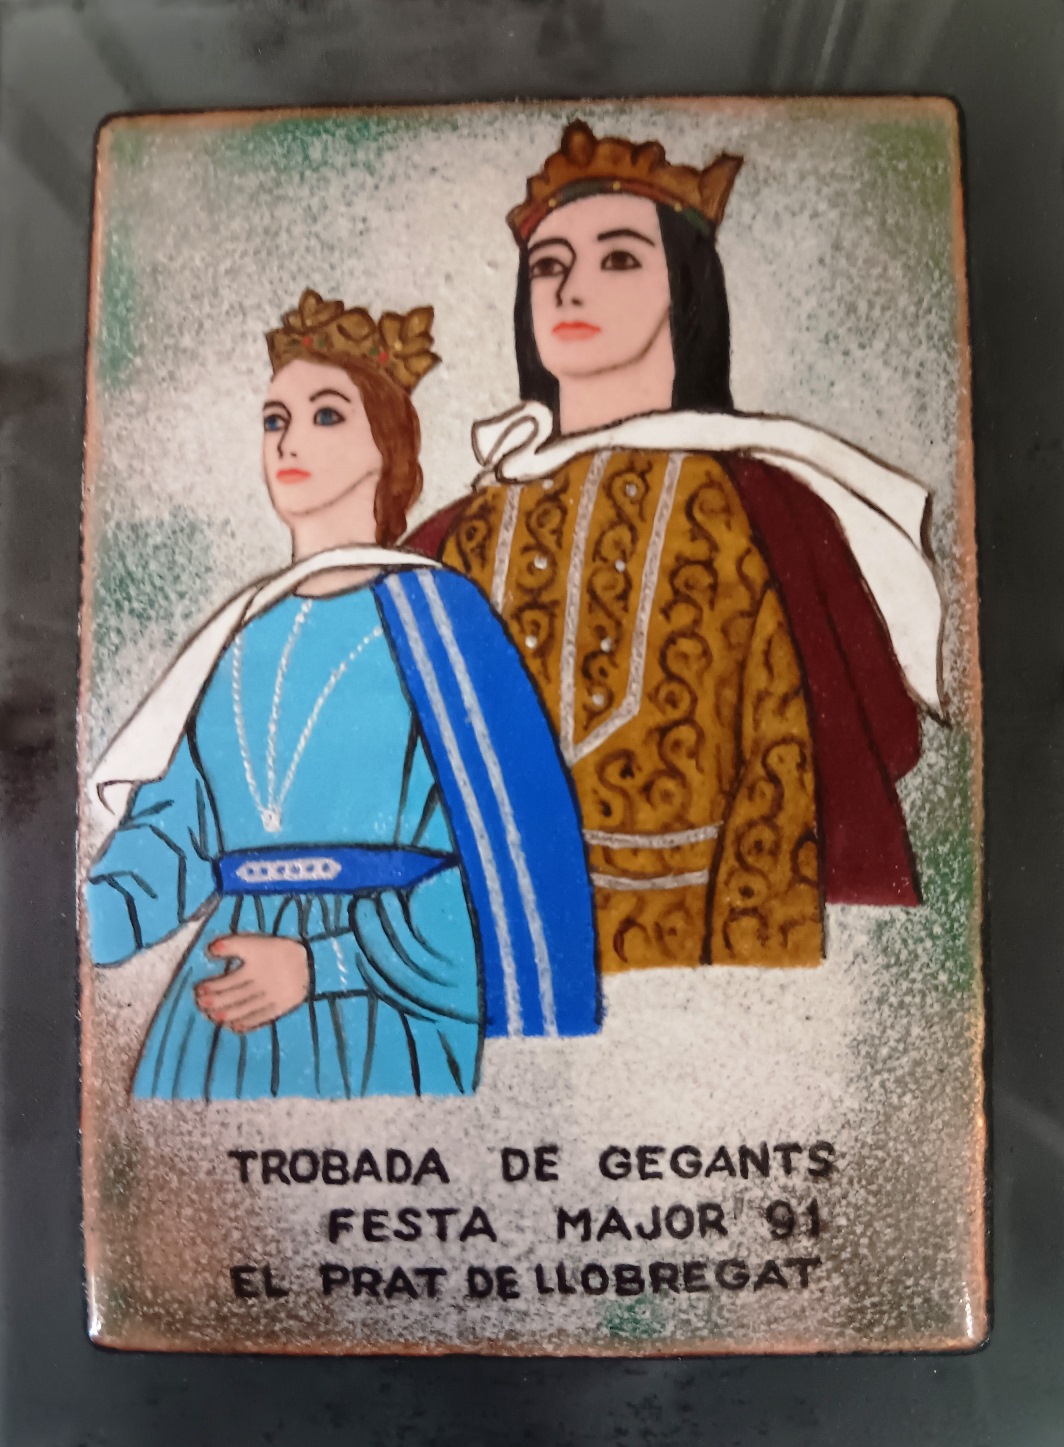 TROBADA DE GEGANTS
FESTA MAJOR 91
EL PRAT DE LLOBREGAT